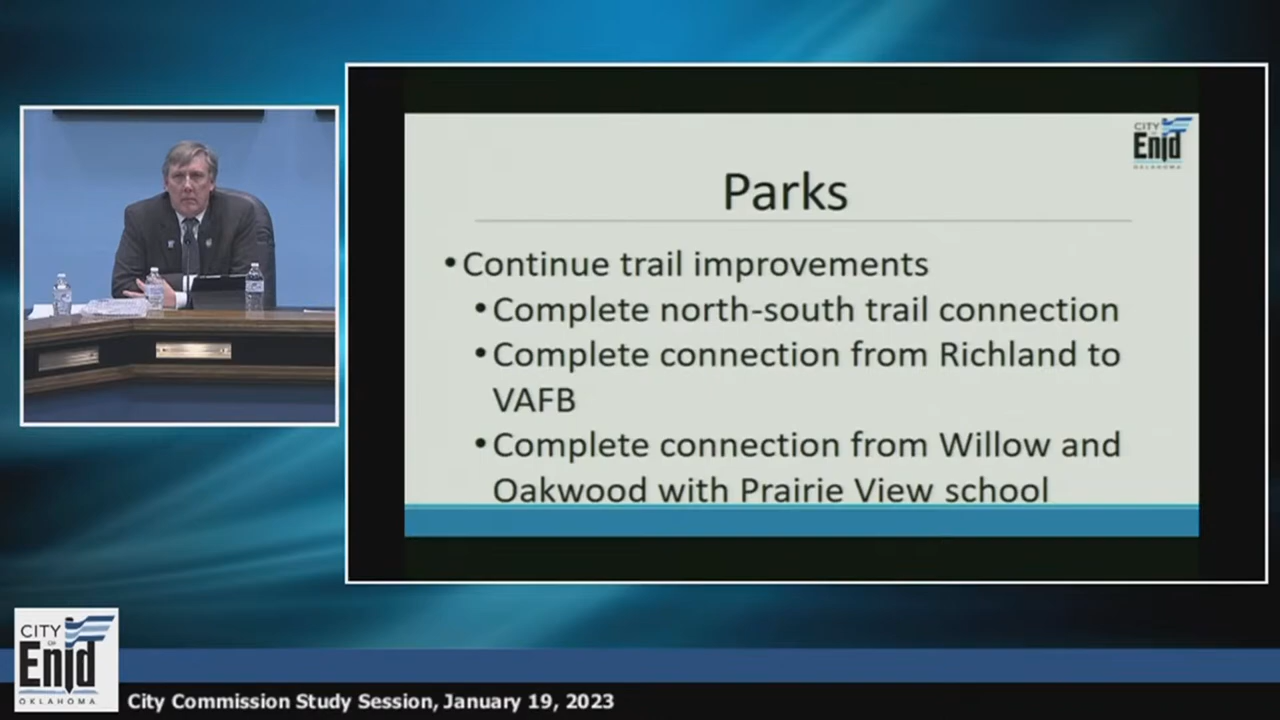 CITY
OF
Enid
OKLAHOMA
Parks
• Continue trail improvements
• Complete north-south trail connection
• Complete connection from Richland to
VAFB
• Complete connection from Willow and
Oakwood with Prairie View school
CITY
OF
Enid
OKLAHOMA
City Commission Study Session, January 19, 2023